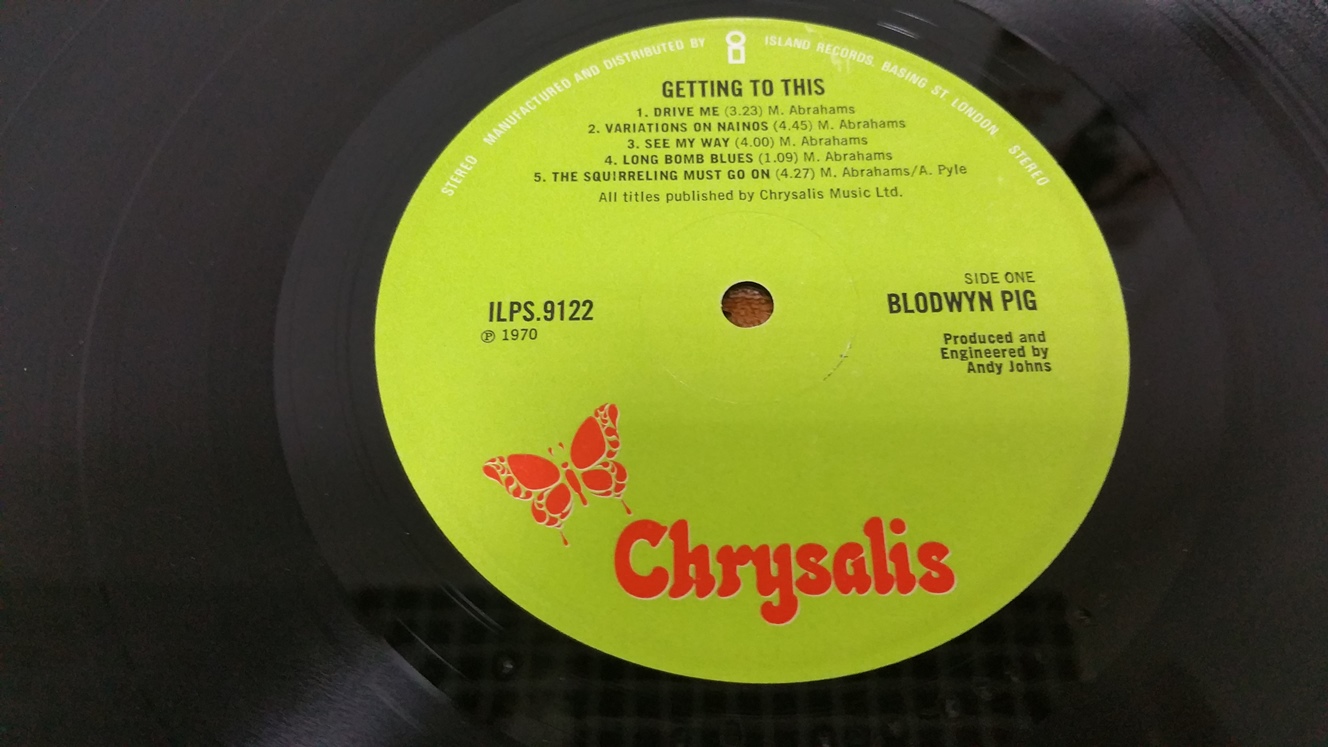 STEREO MANUFACTURED AND DISTRIBUTED BY ISLAND RECORDS, BASING ST. LONDON. STEREO
GETTING TO THIS
1. DRIVE ME (3.23) M. Abrahams
2. VARIATIONS ON NAINOS (4.45) M. Abrahams
3. SEE MY WAY (4.00) M. Abrahams
4. LONG BOMB BLUES (1.09) M. Abrahams
5. THE SQUIRRELING MUST GO ON (4.27) M. Abrahams/A. Pyle
All titles published by Chrysalis Music Ltd.
ILPS.9122
℗ 1970
SIDE ONE
BLODWYN PIG
Produced and
Engineered by
Andy Johns
Chrysalis